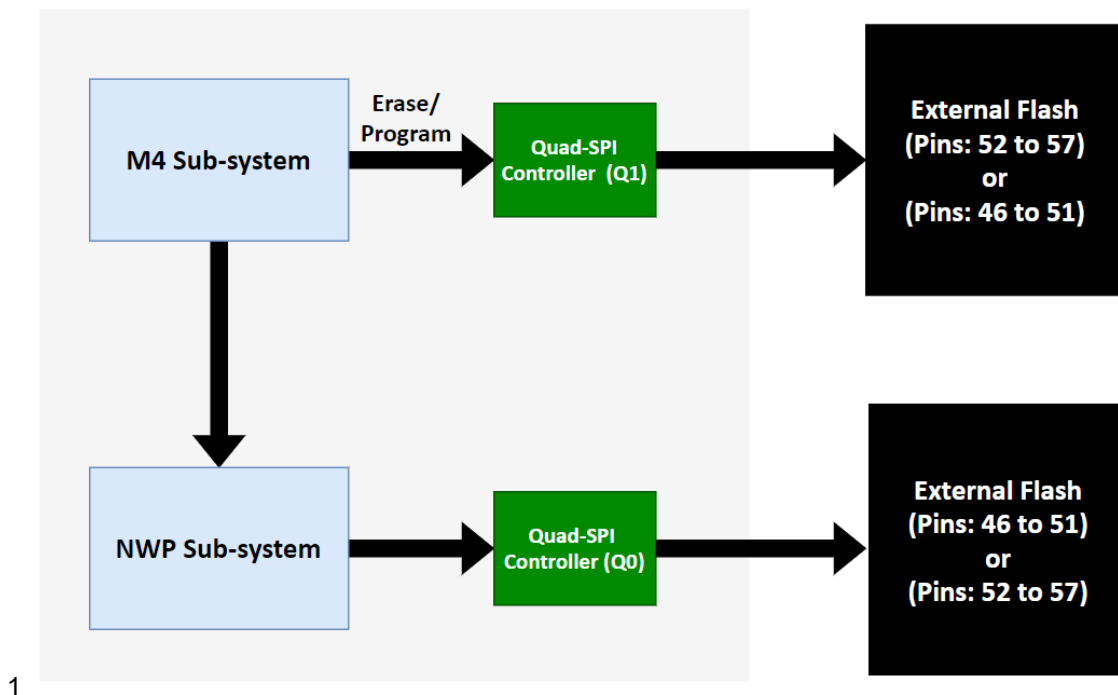 Erase/
Program
M4 Sub-system
Quad-SPI
Controller (Q1)
External Flash
(Pins: 52 to 57)
or
(Pins: 46 to 51)
NWP Sub-system
Quad-SPI
Controller (Q0)
External Flash
(Pins: 46 to 51)
or
(Pins: 52 to 57)
1